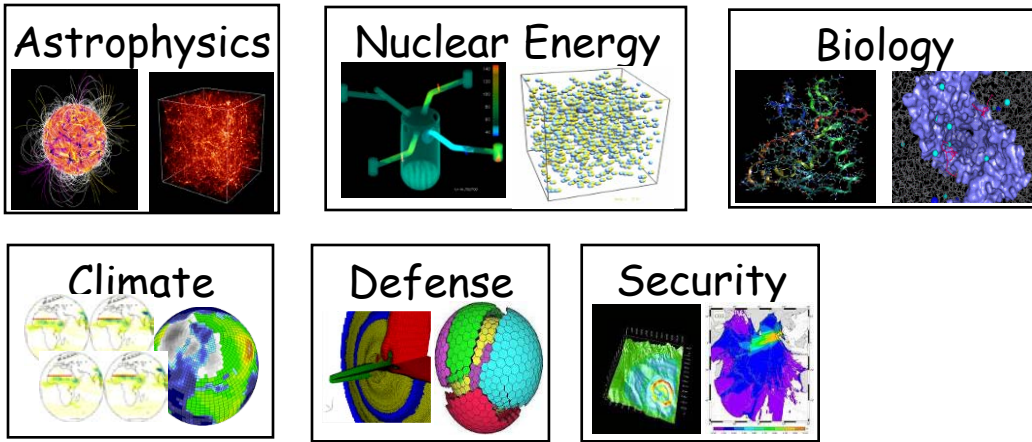 Astrophysics
Nuclear Energy
Biology
Climate
Defense
Security